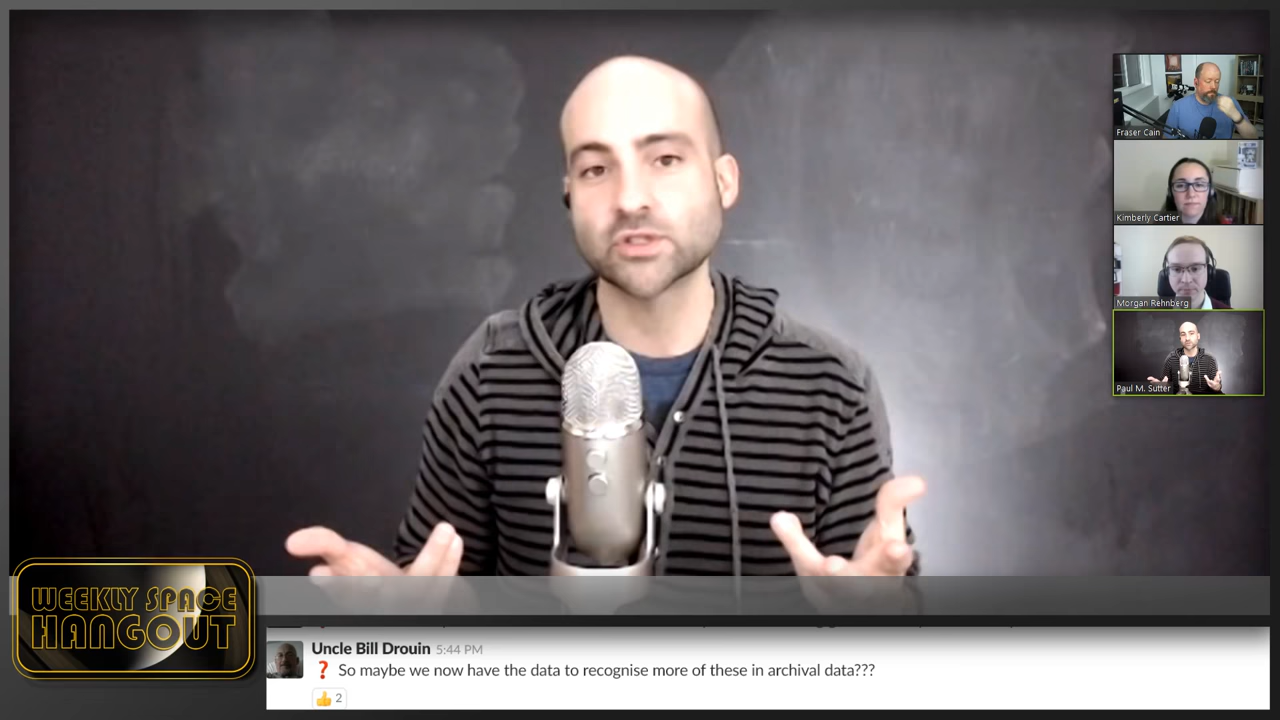 Fraser Cain
Kimberly Cartier
Morgan Rehnberg
Paul M. Sutter
WEEKLY SPACE
HANGOUT
Uncle Bill Drouin 5:44 PM
❓ So maybe we now have the data to recognise more of these in archival data???
👍 2